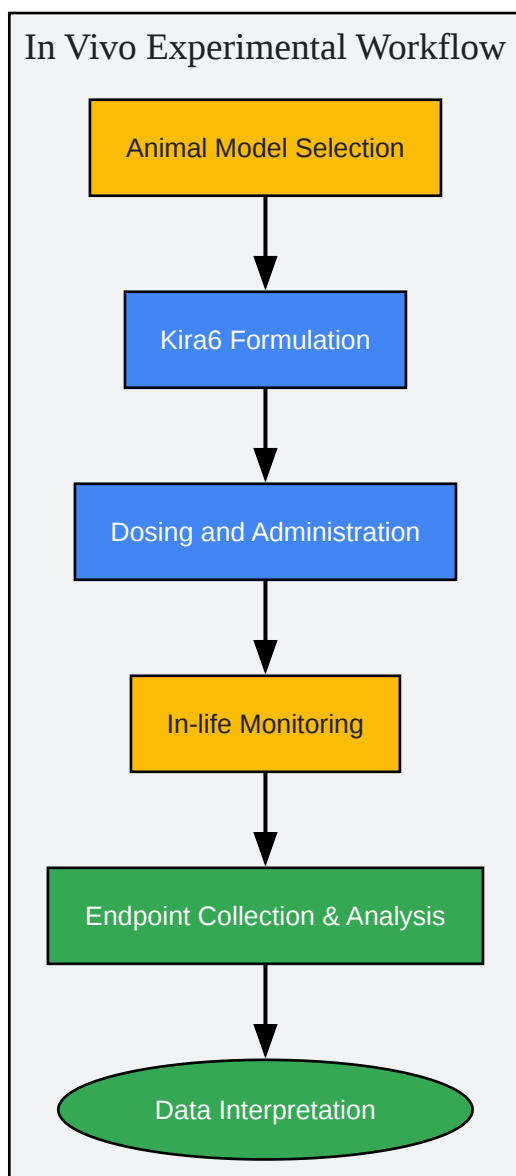 In Vivo Experimental Workflow
Animal Model Selection
Kira6 Formulation
Dosing and Administration
In-life Monitoring
Endpoint Collection & Analysis
Data Interpretation